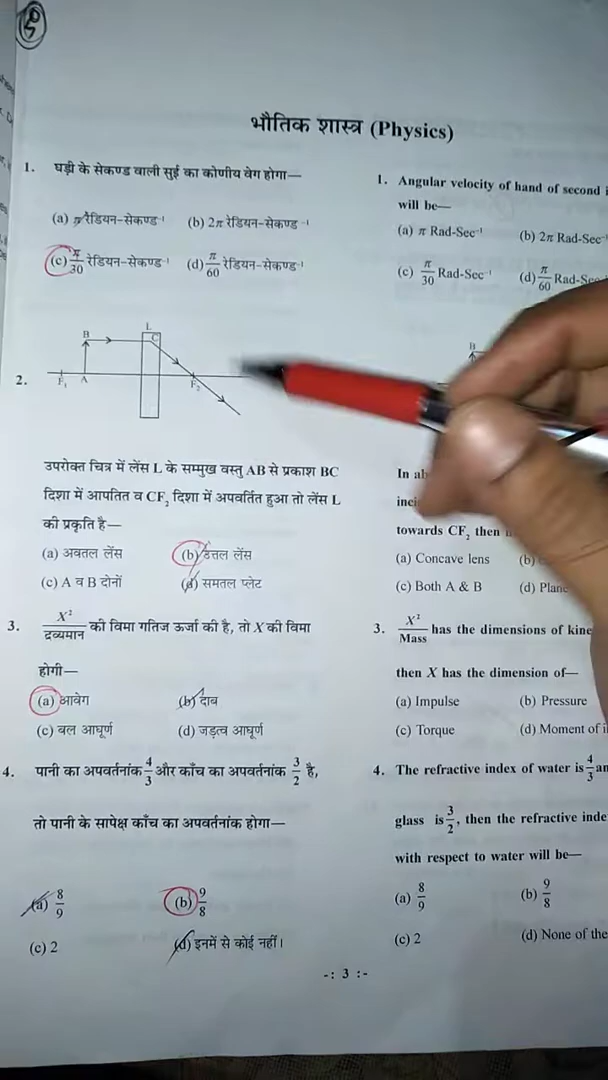 5
भौतिक शास्त्र (Physics)
1. घड़ी के सेकण्ड वाली सुई का कोणीय वेग होगा—
(a) π रैडियन-सेकण्ड⁻¹ (b) 2π रेडियन-सेकण्ड⁻¹
(c) π/30 रेडियन-सेकण्ड⁻¹ (d) π/60 रेडियन-सेकण्ड⁻¹
2.
B L C
F₁ A F₂
उपरोक्त चित्र में लेंस L के सम्मुख वस्तु AB से प्रकाश BC
दिशा में आपतित व CF₂ दिशा में अपवर्तित हुआ तो लेंस L
की प्रकृति है—
(a) अवतल लेंस (b) उत्तल लेंस
(c) A व B दोनों (d) समतल प्लेट
3. X²/द्रव्यमान की विमा गतिज ऊर्जा की है, तो X की विमा
होगी—
(a) आवेग (b) दाब
(c) बल आघूर्ण (d) जड़त्व आघूर्ण
4. पानी का अपवर्तनांक 4/3 और काँच का अपवर्तनांक 3/2 है,
तो पानी के सापेक्ष काँच का अपवर्तनांक होगा—
(a) 8/9 (b) 9/8
(c) 2 (d) इनमें से कोई नहीं।
1. Angular velocity of hand of second
will be—
(a) π Rad-Sec⁻¹ (b) 2π Rad-Sec⁻¹
(c) π/30 Rad-Sec⁻¹ (d) π/60 Rad-Sec
B
In
towards CF₂ then
(a) Concave lens (b)
(c) Both A & B (d)
3. X²/Mass has the dimensions of
then X has the dimension of—
(a) Impulse (b) Pressure
(c) Torque (d) Moment of
4. The refractive index of water is 4/3
glass is 3/2, then the refractive
with respect to water will be—
(a) 8/9 (b) 9/8
(c) 2 (d) None of the
-: 3 :-